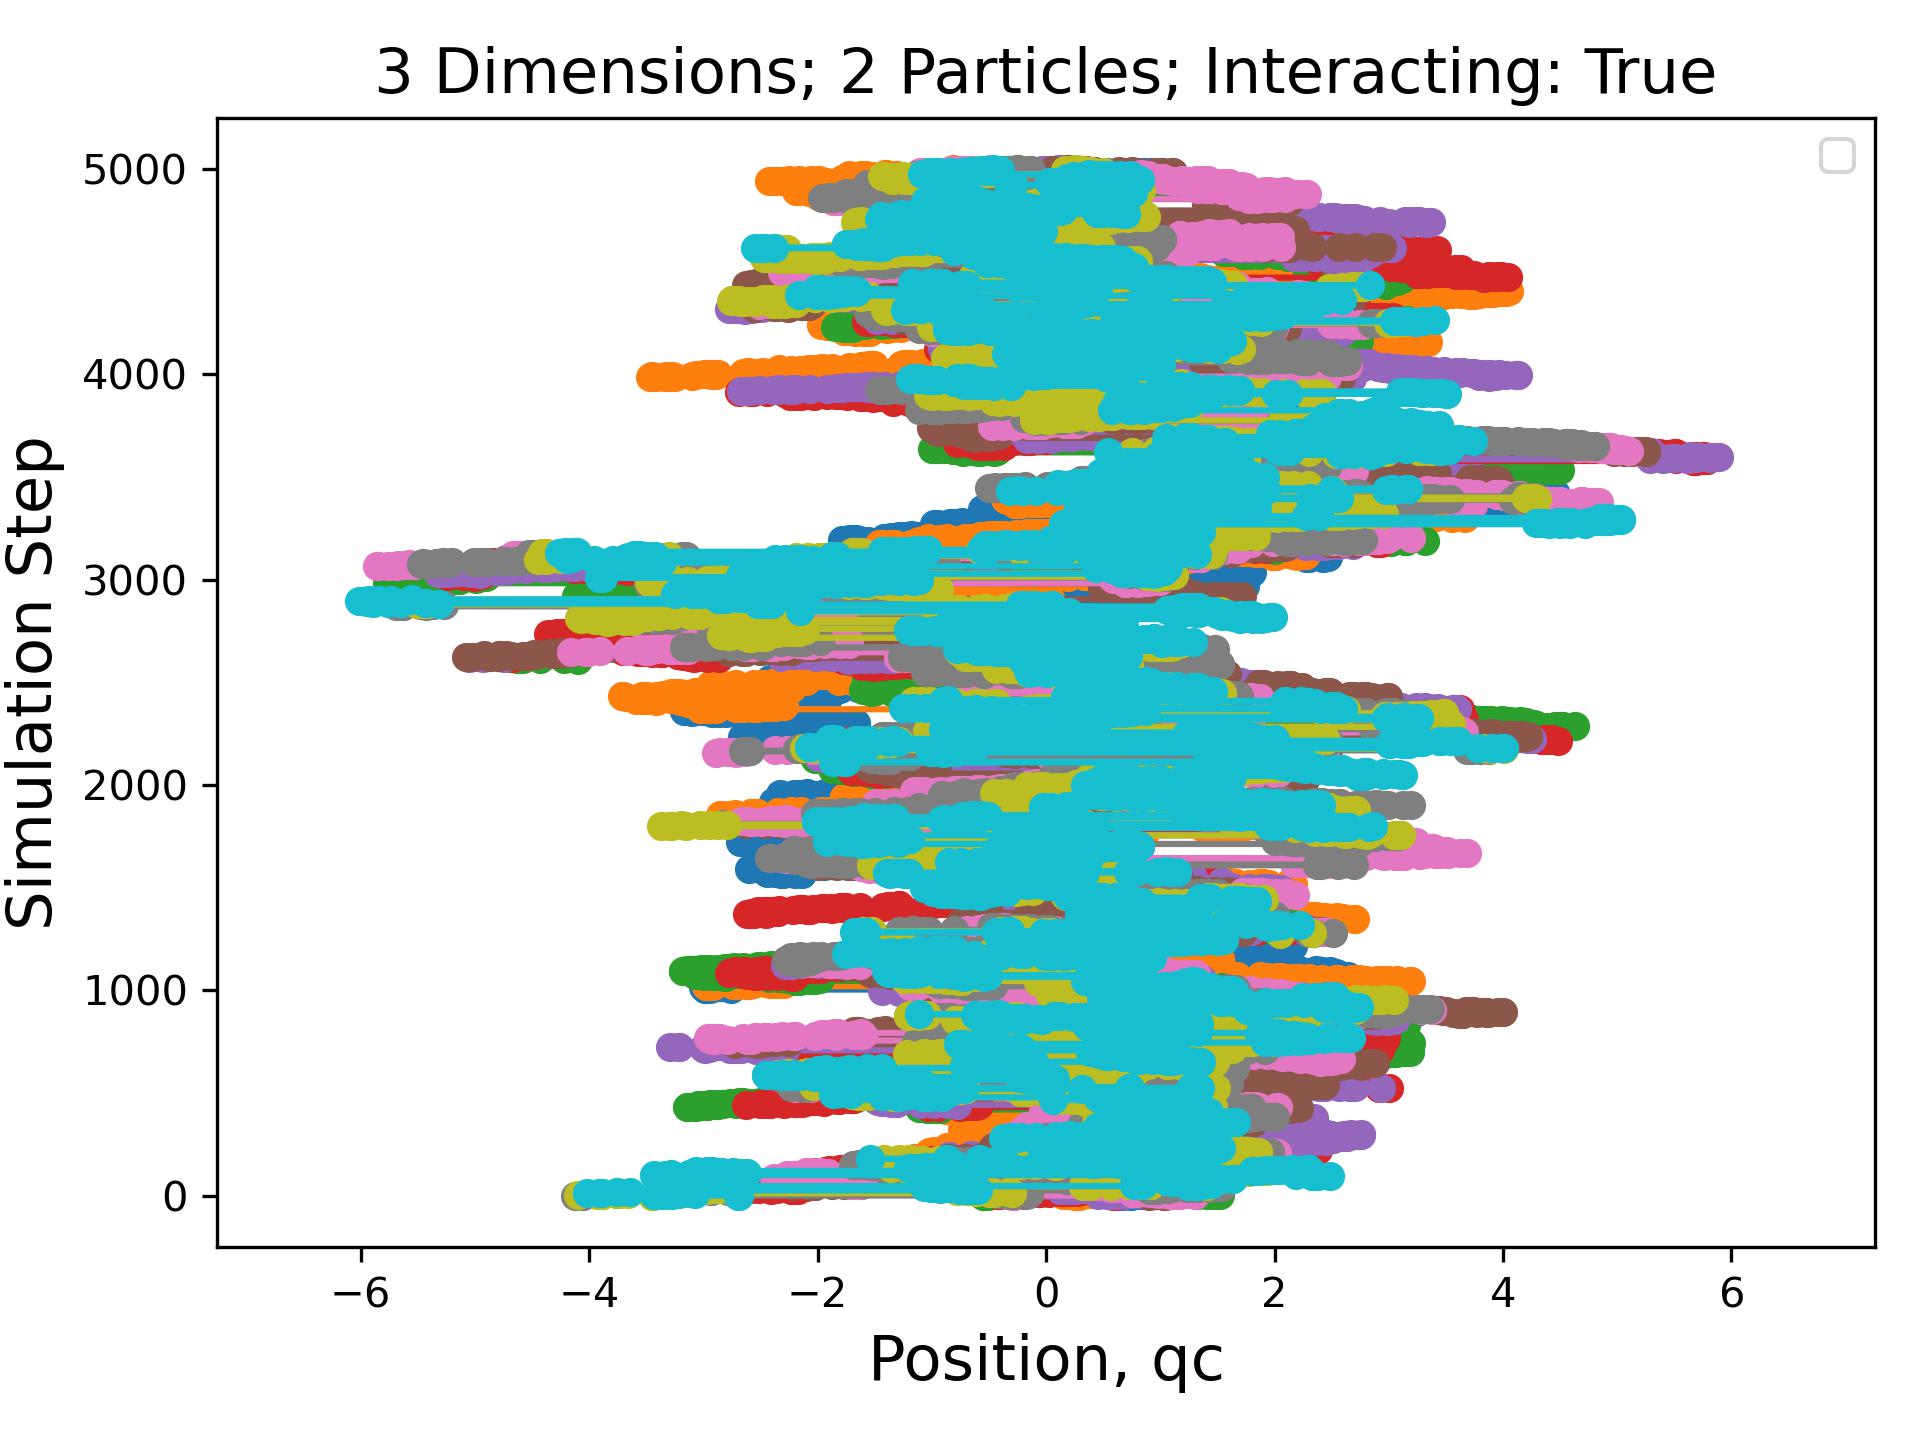 3 Dimensions; 2 Particles; Interacting: True
Simulation Step
5000
4000
3000
2000
1000
0
−6 −4 −2 0 2 4 6
Position, qc